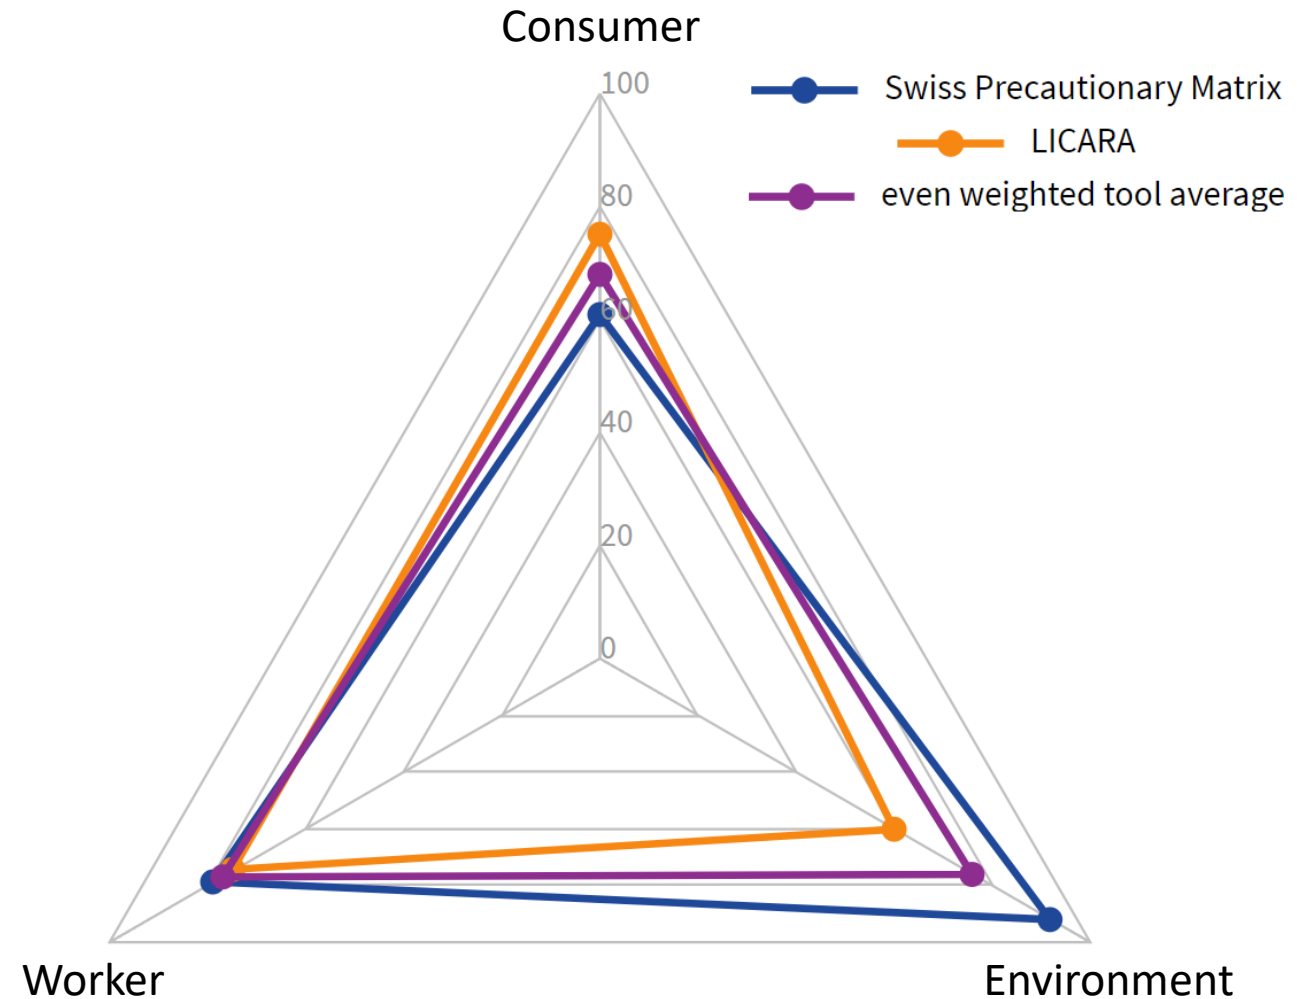 Consumer
100
Swiss Precautionary Matrix
LICARA
80
even weighted tool average
60
40
20
0
Worker
Environment